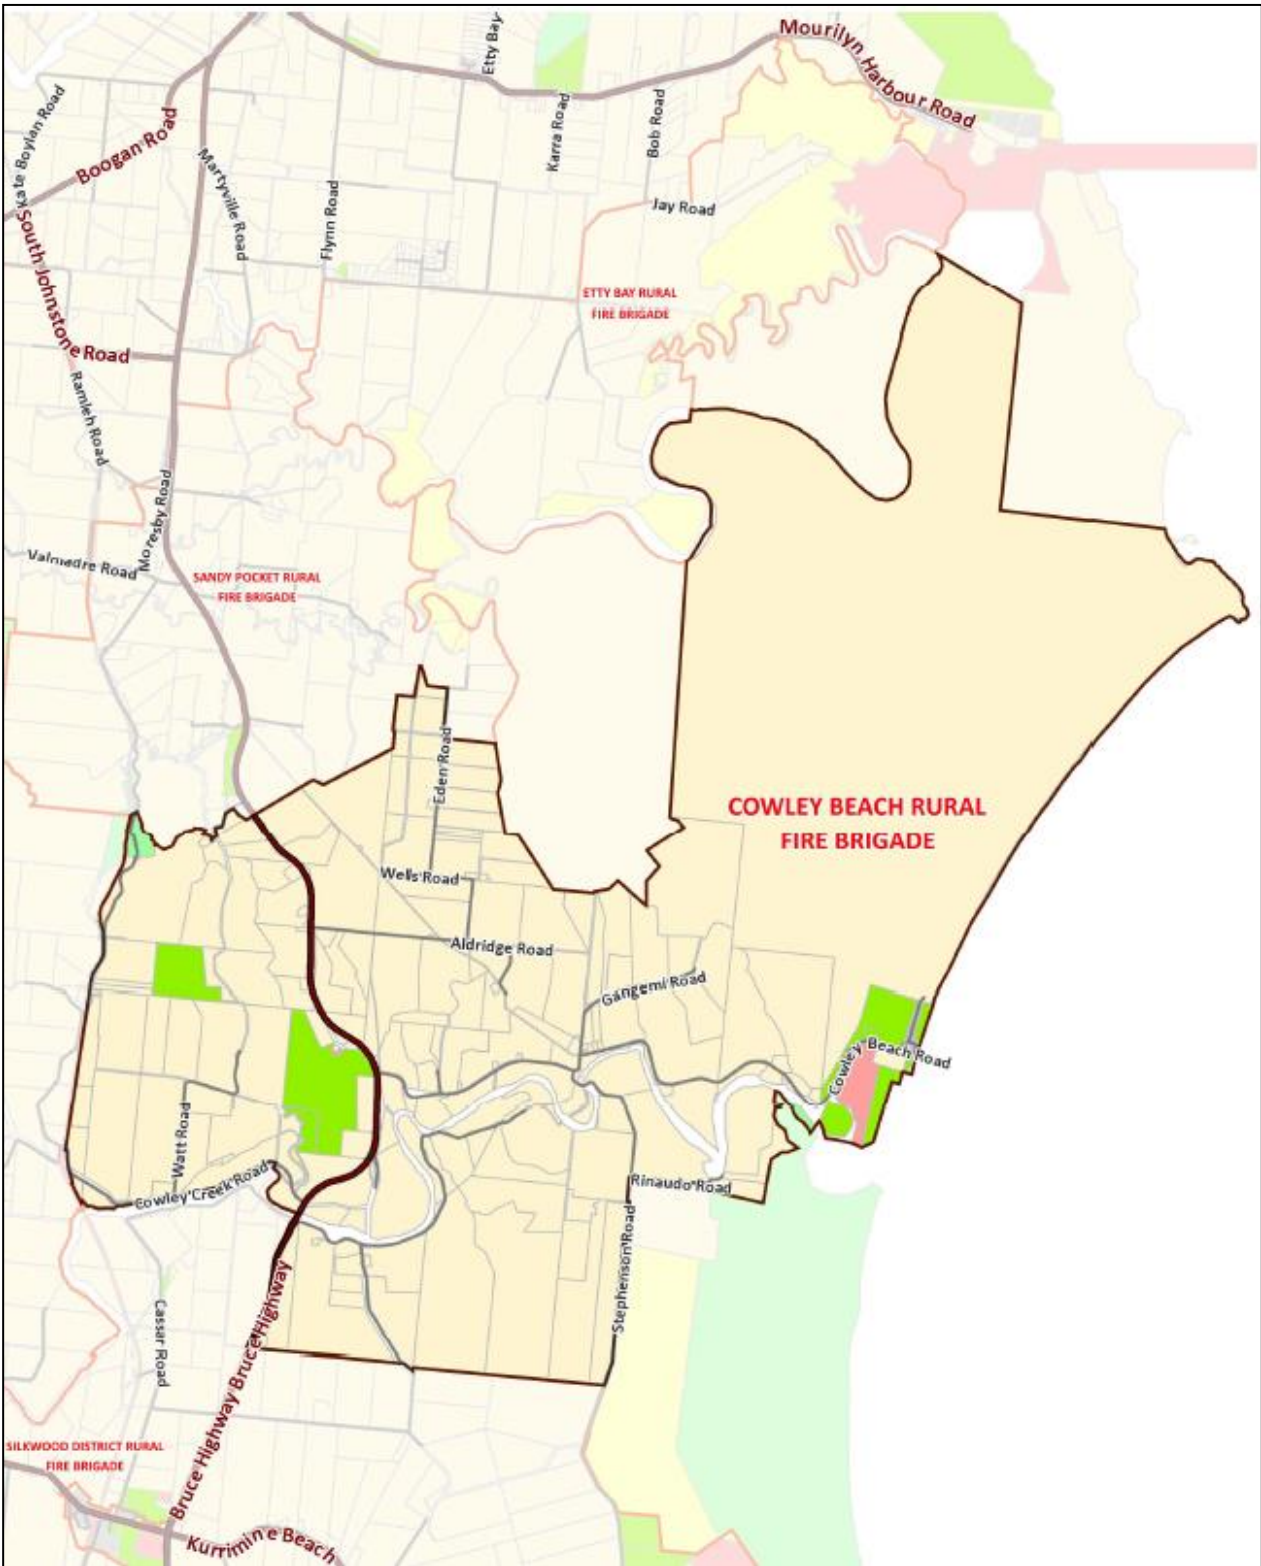 Etty Bay
Mourilyn Harbour Road
Kate Boylan Road
Boogan Road
Karra Road
Bob Road
Martyville Road
Flynn Road
Jay Road
South Johnstone Road
ETTY BAY RURAL
FIRE BRIGADE
Ramleh Road
Moresby Road
Valmadre Road
SANDY POCKET RURAL
FIRE BRIGADE
Eden Road
COWLEY BEACH RURAL
FIRE BRIGADE
Wells Road
Aldridge Road
Gangemi Road
Cowley Beach Road
Watt Road
Cowley Creek Road
Rinaudo Road
Stephenson Road
Cassar Road
Bruce Highway Bruce Highway
SILKWOOD DISTRICT RURAL
FIRE BRIGADE
Kurrimine Beach